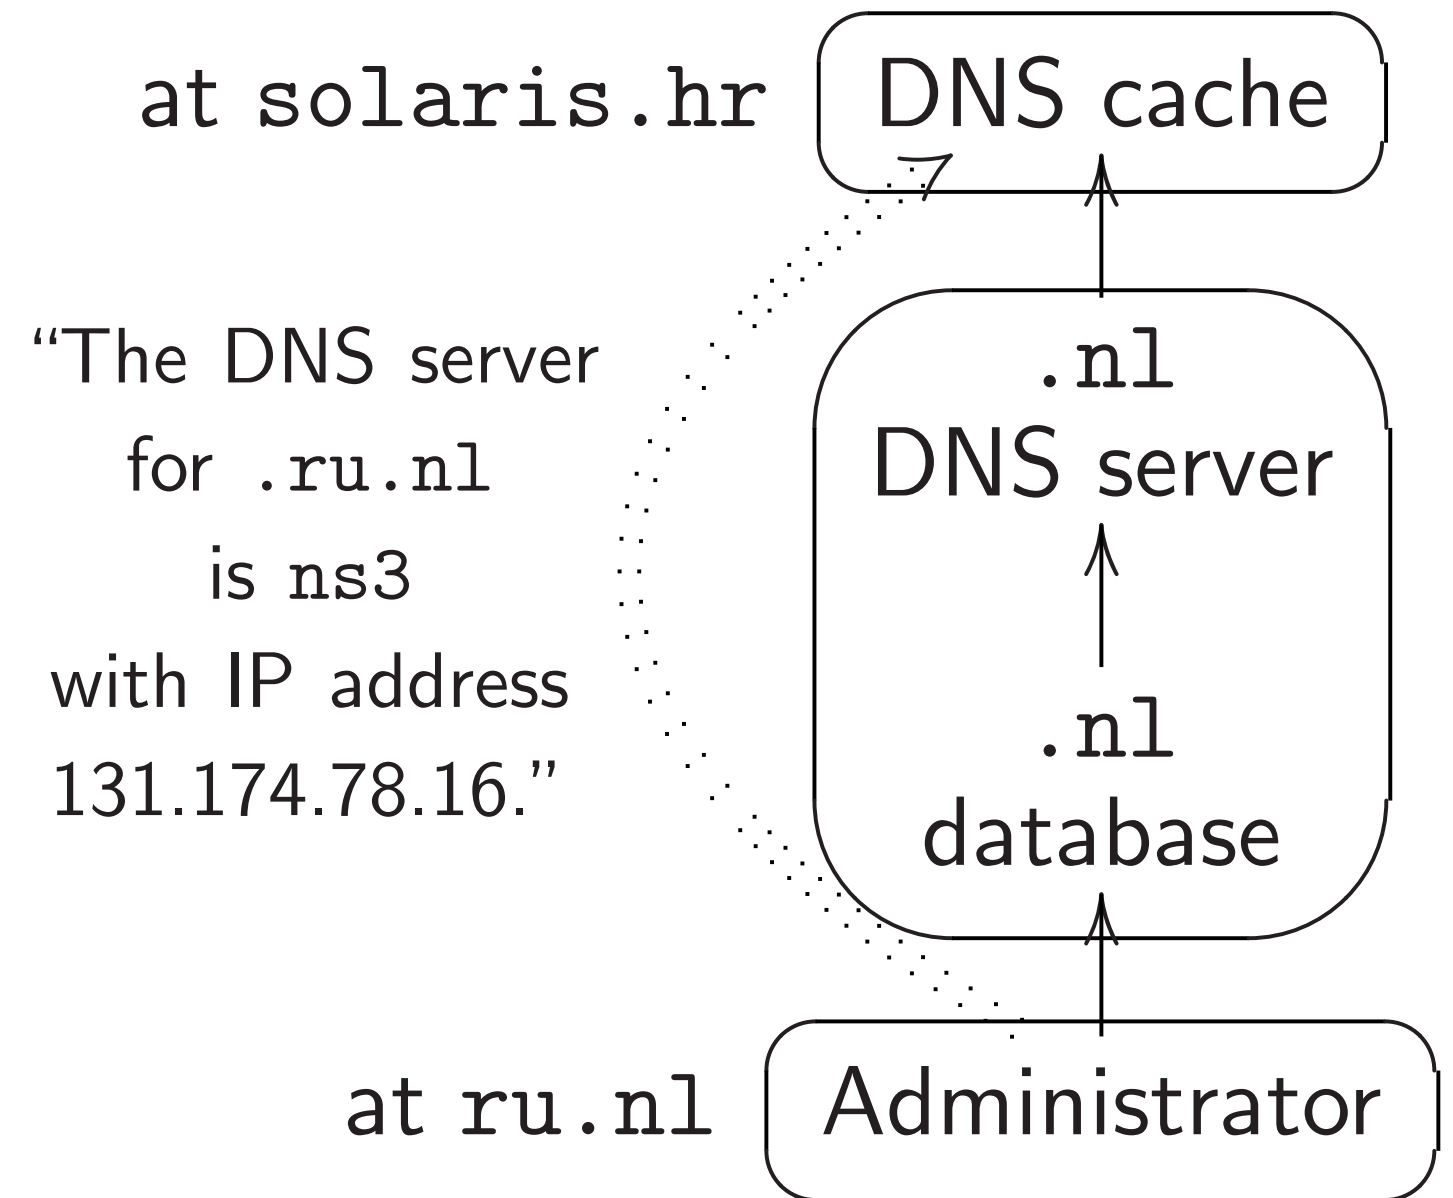 at solaris.hr DNS cache
“The DNS server
for .ru.nl
is ns3
with IP address
131.174.78.16.”
.nl
DNS server
.nl
database
at ru.nl Administrator